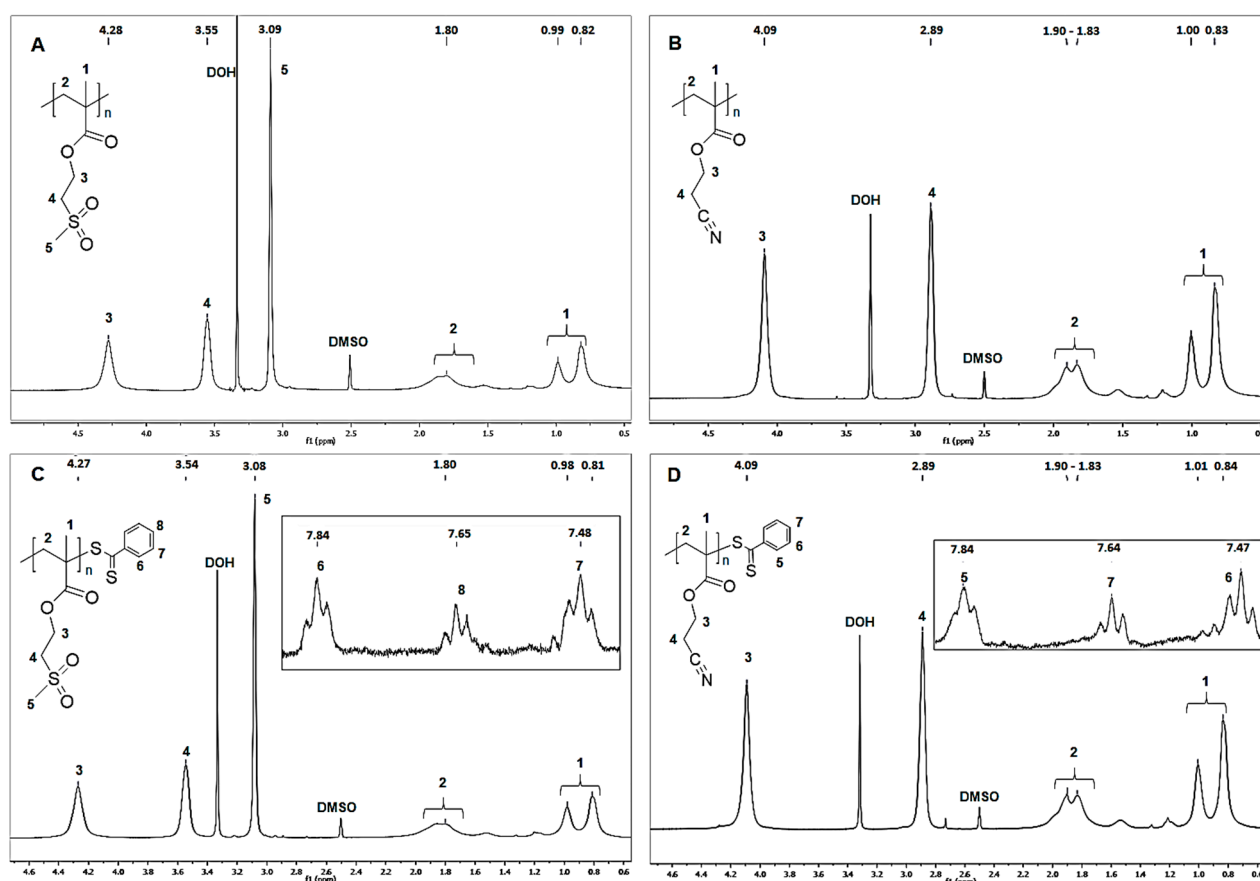 4.28 3.55 3.09 1.80 0.99 0.82
A
DOH
5
1
2
n
O
O
3
4
O
S
O
5
3
4
DMSO
2
1
4.5 4.0 3.5 3.0 2.5 2.0 1.5 1.0 0.5
f1 (ppm)
4.09 2.89 1.90 - 1.83 1.00 0.83
B
1
2
n
O
O
3
4
C
N
3
DOH
4
DMSO
2
1
4.5 4.0 3.5 3.0 2.5 2.0 1.5 1.0
f1 (ppm)
4.27 3.54 3.08 1.80 0.98 0.81
C
5
1
2
n
S
S
8
7
6
O
O
3
4
O
S
O
5
DOH
7.84 7.65 7.48
6
8
7
3
4
DMSO
2
1
4.6 4.4 4.2 4.0 3.8 3.6 3.4 3.2 3.0 2.8 2.6 2.4 2.2 2.0 1.8 1.6 1.4 1.2 1.0 0.8 0.6
f1 (ppm)
4.09 2.89 1.90 - 1.83 1.01 0.84
D
1
2
n
S
S
7
6
5
O
O
3
4
C
N
DOH
4
7.84 7.64 7.47
5
7
6
3
DMSO
2
1
4.6 4.4 4.2 4.0 3.8 3.6 3.4 3.2 3.0 2.8 2.6 2.4 2.2 2.0 1.8 1.6 1.4 1.2 1.0 0.8
f1 (ppm)